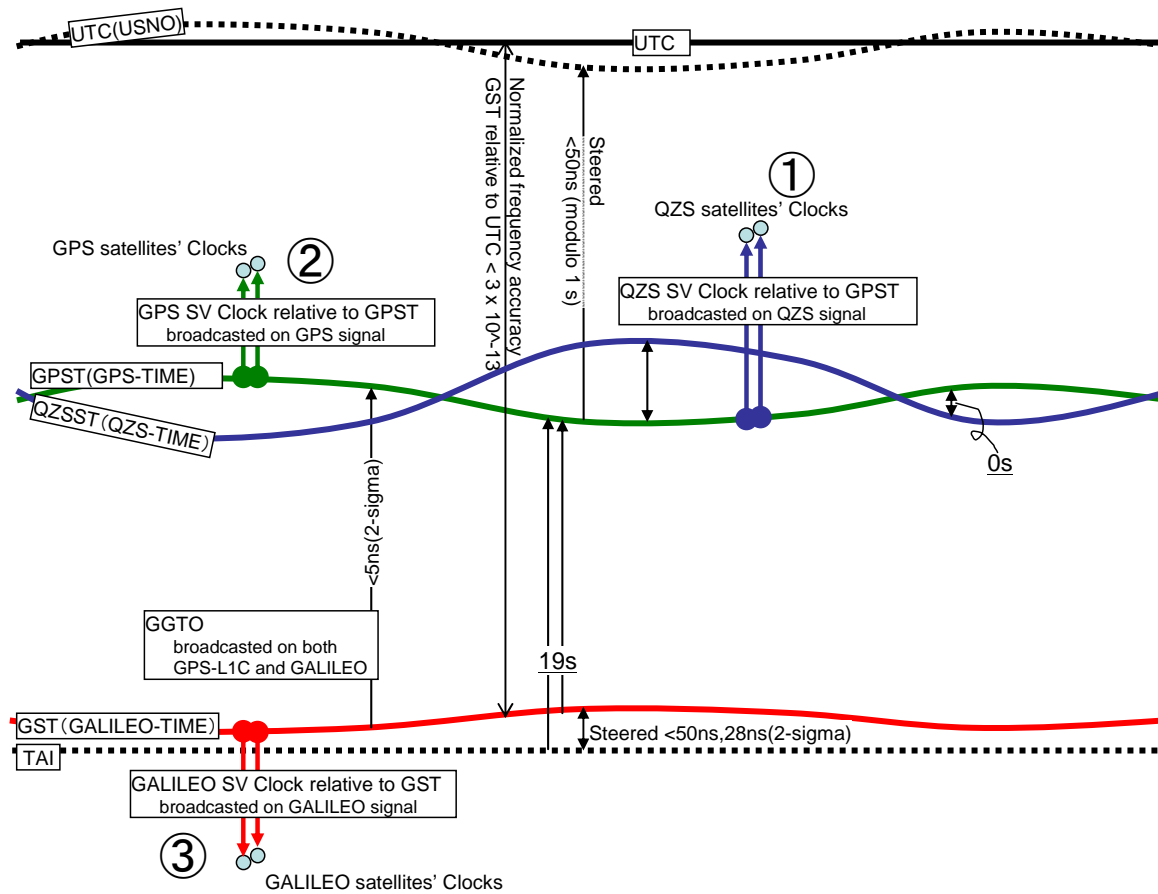 UTC(USNO)
UTC
Normalized frequency accuracy
GST relative to UTC < 3 x 10^-13
Steered
<50ns (modulo 1 s)
①
QZS satellites’ Clocks
GPS satellites’ Clocks
②
GPS SV Clock relative to GPST
broadcasted on GPS signal
QZS SV Clock relative to GPST
broadcasted on QZS signal
GPST(GPS-TIME)
QZSST(QZS-TIME)
0s
<5ns(2-sigma)
GGTO
broadcasted on both
GPS-L1C and GALILEO
19s
GST(GALILEO-TIME)
Steered <50ns,28ns(2-sigma)
TAI
GALILEO SV Clock relative to GST
broadcasted on GALILEO signal
③
GALILEO satellites’ Clocks